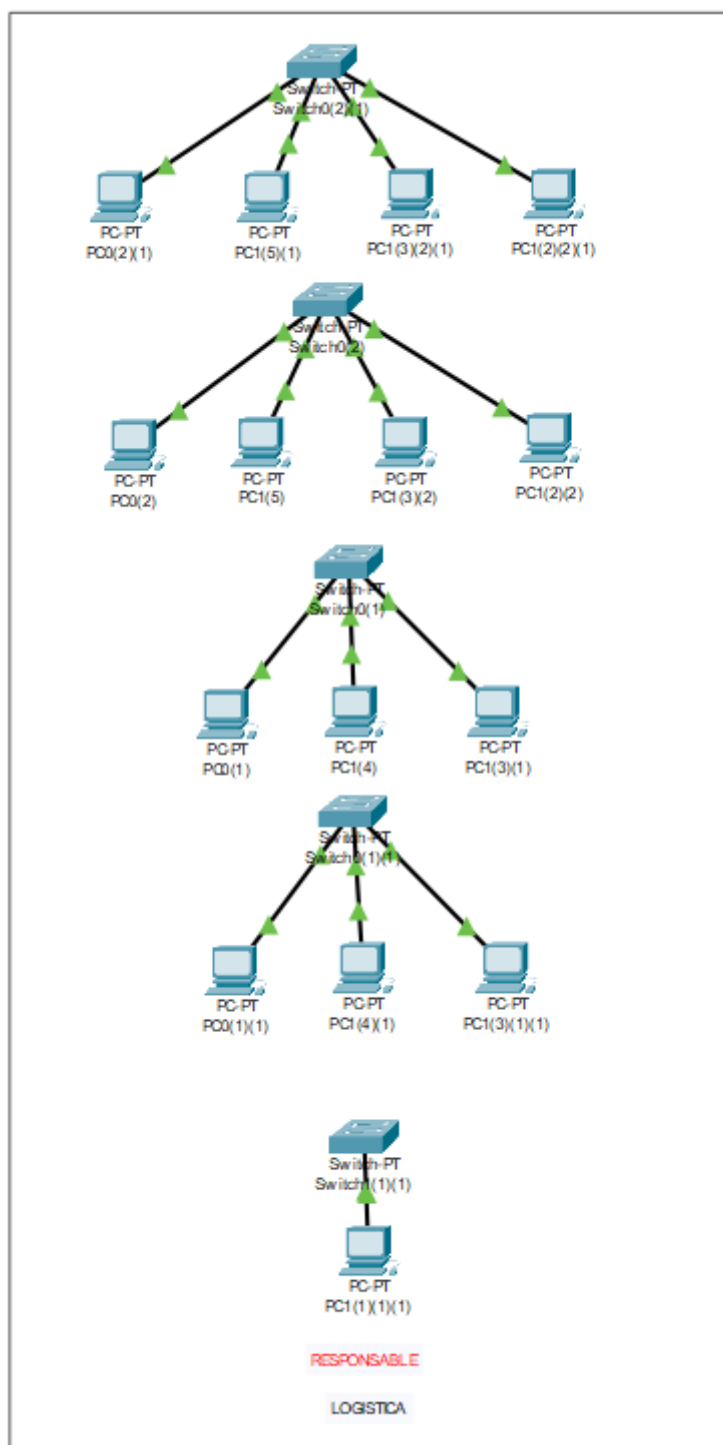 Switch-PT
Switch0(2)(1)
PC-PT
PC0(2)(1)
PC-PT
PC1(5)(1)
PC-PT
PC1(3)(2)(1)
PC-PT
PC1(2)(2)(1)
Switch-PT
Switch0(2)
PC-PT
PC0(2)
PC-PT
PC1(5)
PC-PT
PC1(3)(2)
PC-PT
PC1(2)(2)
Switch-PT
Switch0(1)
PC-PT
PC0(1)
PC-PT
PC1(4)
PC-PT
PC1(3)(1)
Switch-PT
Switch0(1)(1)
PC-PT
PC0(1)(1)
PC-PT
PC1(4)(1)
PC-PT
PC1(3)(1)(1)
Switch-PT
Switch1(1)(1)
PC-PT
PC1(1)(1)(1)
RESPONSABLE
LOGISTICA